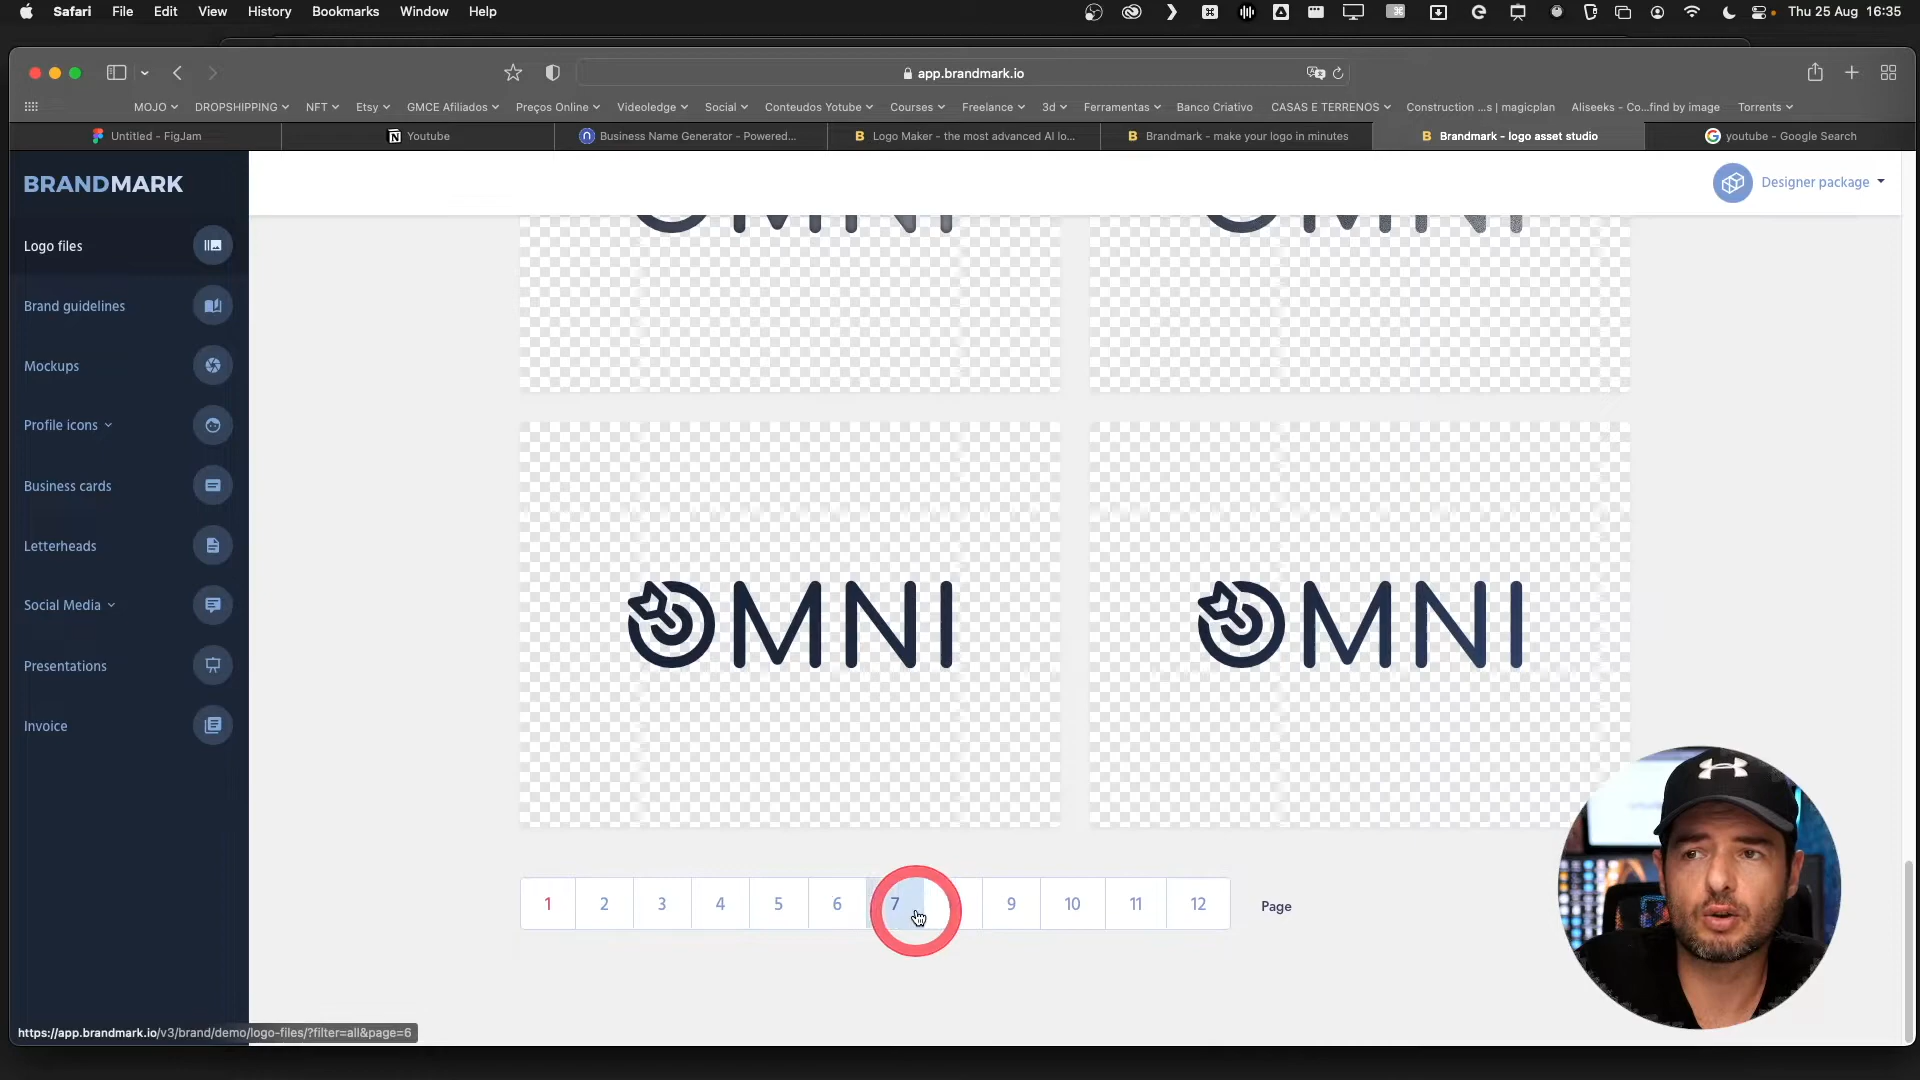 Safari File Edit View History Bookmarks Window Help Thu 25 Aug 16:35
app.brandmark.io
MOJO DROPSHIPPING NFT Etsy GMCE Afiliados Preços Online Videoledge Social Conteudos Yotube Courses Freelance 3d Ferramentas Banco Criativo CASAS E TERRENOS Construction ...s | magicplan Aliseeks - Co...find by image Torrents
Untitled - FigJam Youtube Business Name Generator - Powered... Logo Maker - the most advanced AI lo... Brandmark - make your logo in minutes Brandmark - logo asset studio youtube - Google Search
BRANDMARK
Designer package
Logo files
Brand guidelines
Mockups
Profile icons
Business cards
Letterheads
Social Media
Presentations
Invoice
OMNI OMNI
OMNI OMNI
1 2 3 4 5 6 7 9 10 11 12 Page
https://app.brandmark.io/v3/brand/demo/logo-files/?filter=all&page=6